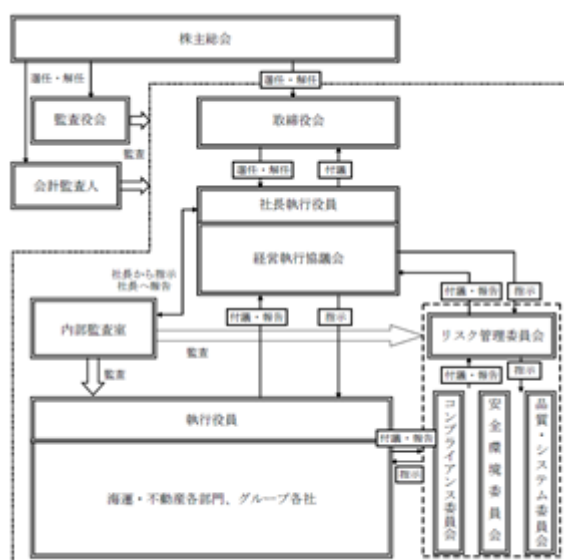 株主総会
選任・解任
選任・解任
監査役会
取締役会
監査
選任・解任
付議
会計監査人
社長執行役員
経営執行協議会
社長から指示
社長へ報告
付議・報告
指示
内部監査室
付議・報告
指示
リスク管理委員会
監査
監査
付議・報告
指示
執行役員
付議・報告
指示
コンプライアンス委員会
安全環境委員会
品質・システム委員会
海運・不動産各部門、グループ各社